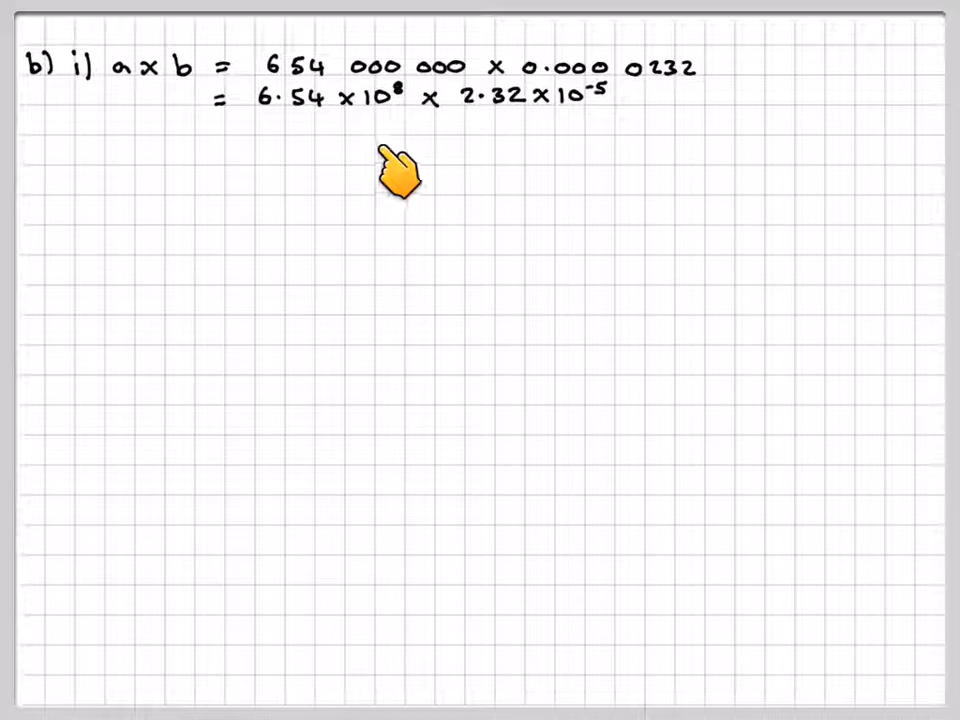 b) i) a x b = 654 000 000 x 0.000 0232
= 6.54 x 10⁸ x 2.32 x 10⁻⁵